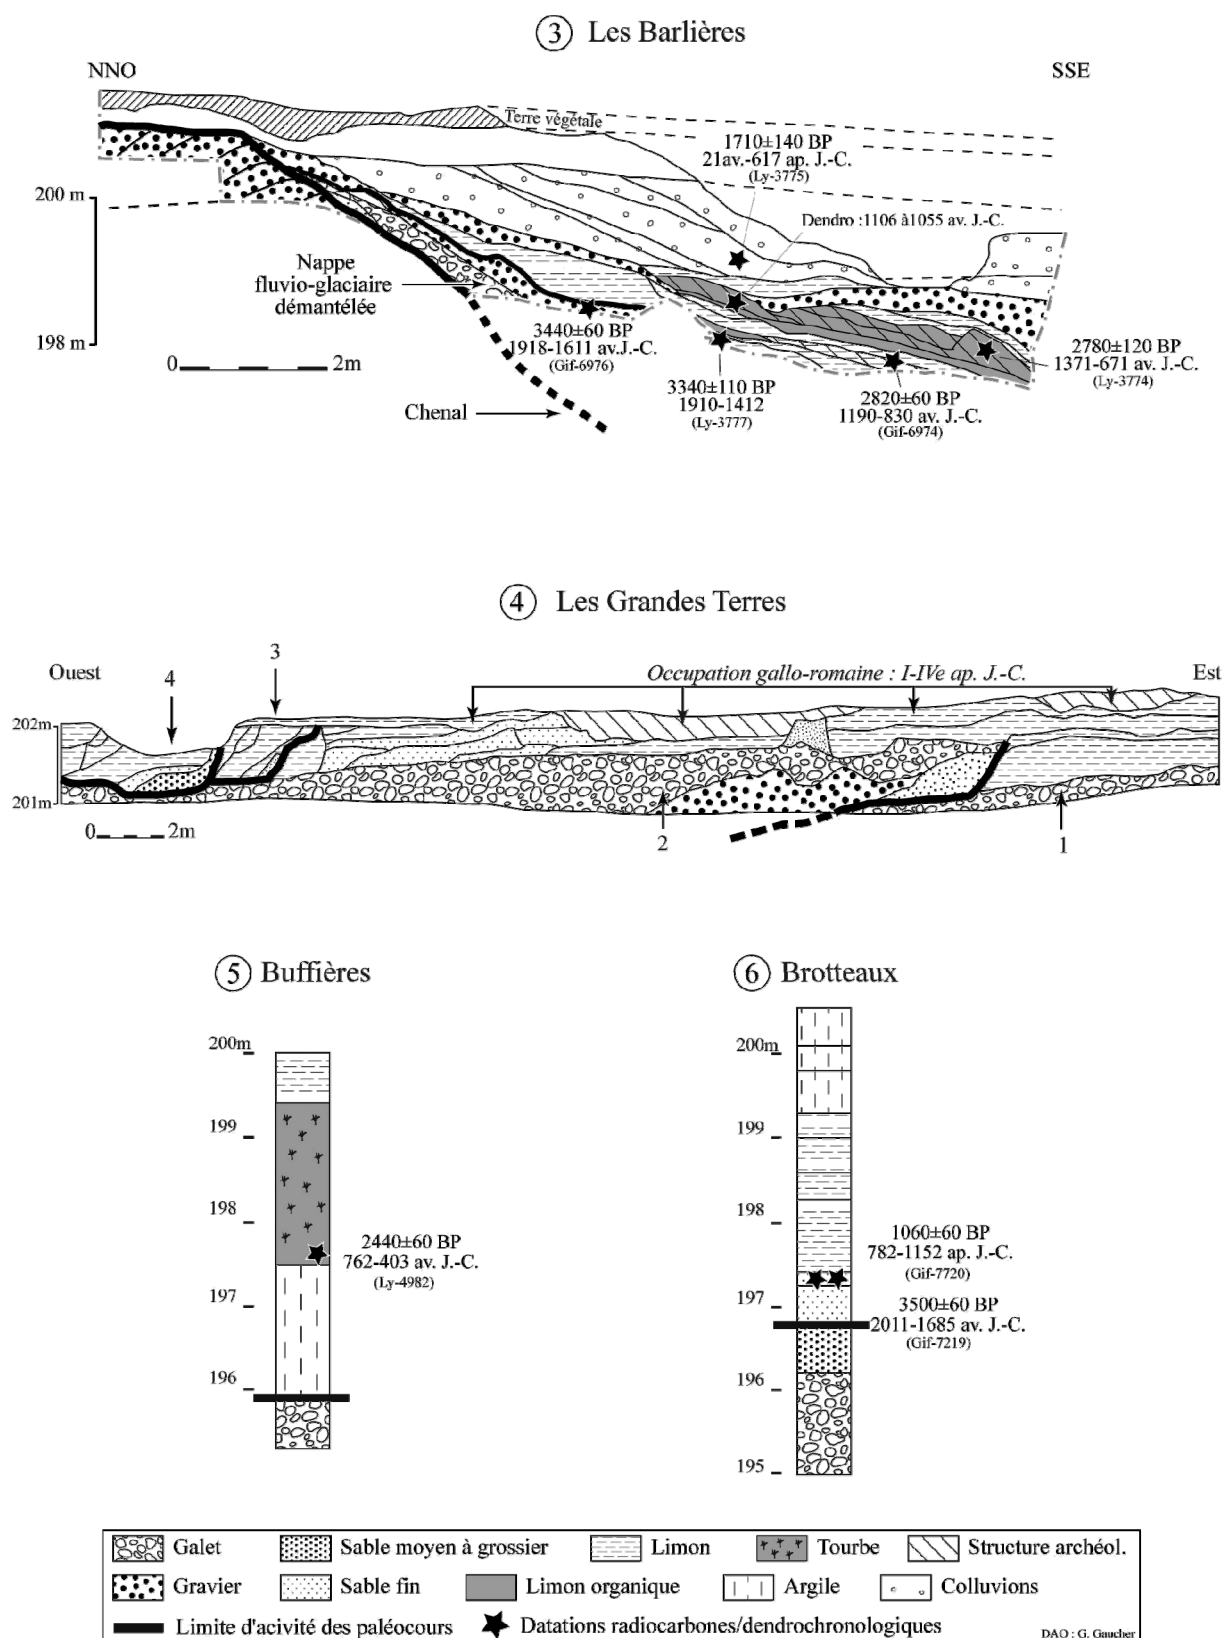 ③ Les Barlières
NNO
SSE
Terre végétale
1710±140 BP
21av.-617 ap. J.-C.
(Ly-3775)
200 m
Dendro :1106 à1055 av. J.-C.
Nappe
fluvio-glaciaire
démantélée
198 m
0
2m
3440±60 BP
1918-1611 av.J.-C.
(Gif-6976)
2780±120 BP
1371-671 av. J.-C.
(Ly-3774)
3340±110 BP
1910-1412
(Ly-3777)
2820±60 BP
1190-830 av. J.-C.
(Gif-6974)
Chenal
④ Les Grandes Terres
Ouest
4
3
Occupation gallo-romaine : I-IVe ap. J.-C.
Est
202m
201m
0
2m
2
1
⑤ Buffières
200m
199
198
197
196
2440±60 BP
762-403 av. J.-C.
(Ly-4982)
⑥ Brotteaux
200m
199
198
197
196
195
1060±60 BP
782-1152 ap. J.-C.
(Gif-7720)
3500±60 BP
2011-1685 av. J.-C.
(Gif-7219)
Galet
Sable moyen à grossier
Limon
Tourbe
Structure archéol.
Gravier
Sable fin
Limon organique
Argile
Colluvions
Limite d'acivité des paléocours
Datations radiocarbones/dendrochronologiques
DAO : G. Gaucher